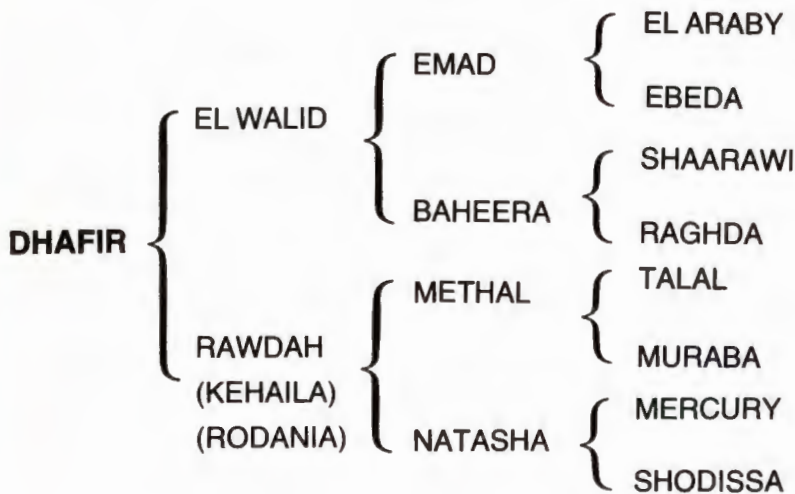 EL ARABY
EMAD
EBEDA
EL WALID
SHAARAWI
BAHEERA
RAGHDA
DHAFIR
METHAL
TALAL
RAWDAH
MURABA
(KEHAILA)
MERCURY
(RODANIA)
NATASHA
SHODISSA